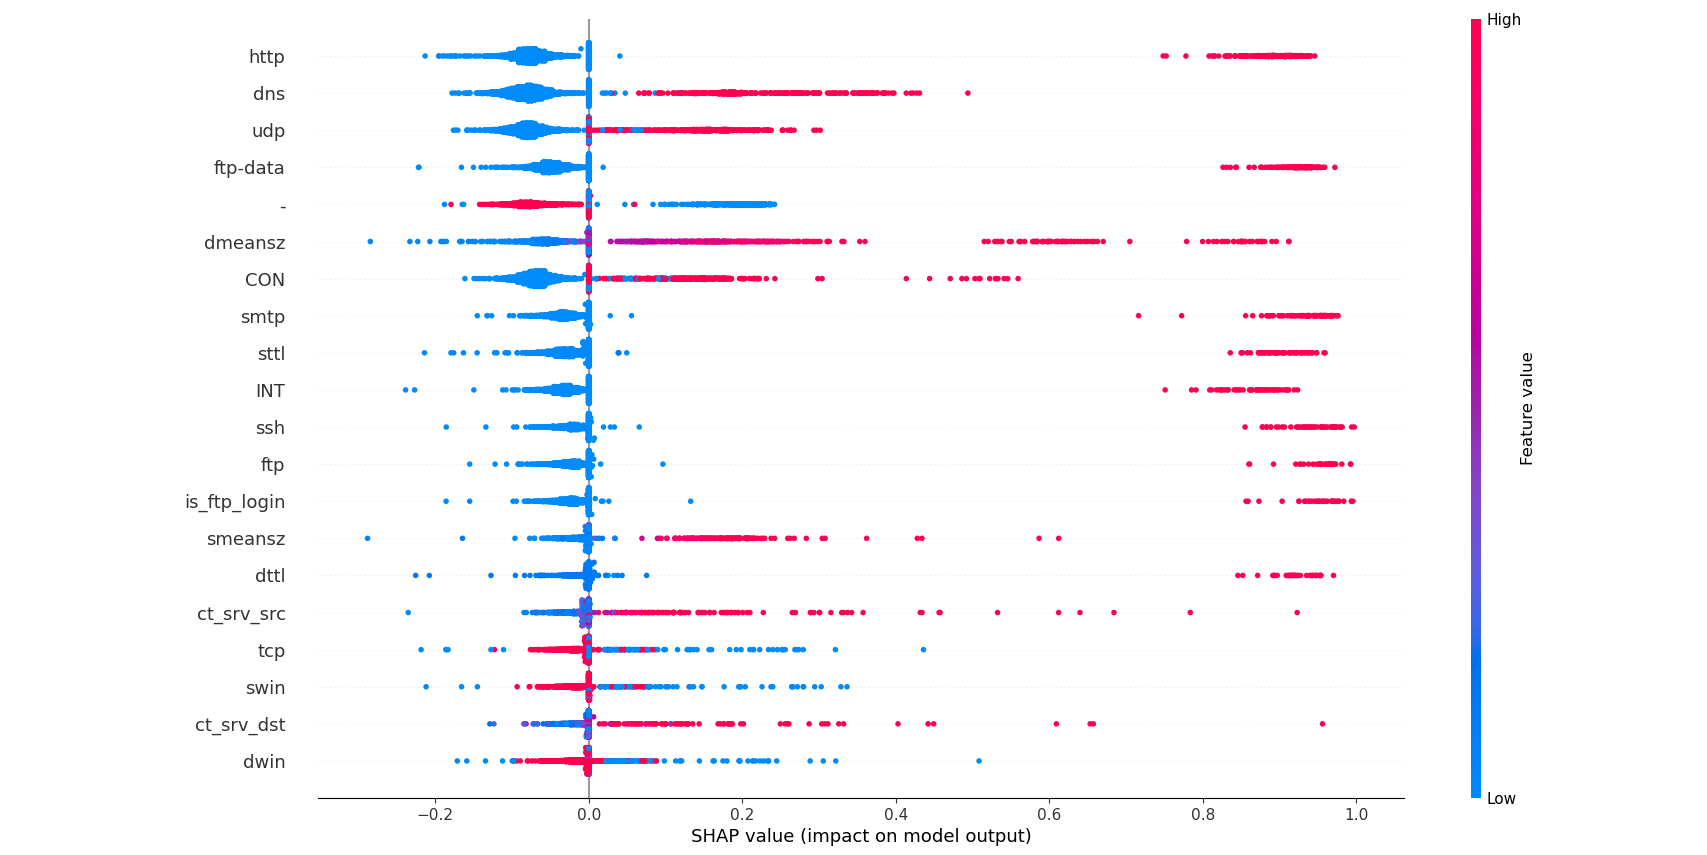 http
dns
udp
ftp-data
-
dmeansz
CON
smtp
sttl
INT
ssh
ftp
is_ftp_login
smeansz
dttl
ct_srv_src
tcp
swin
ct_srv_dst
dwin
−0.2 0.0 0.2 0.4 0.6 0.8 1.0
SHAP value (impact on model output)
High
Feature value
Low